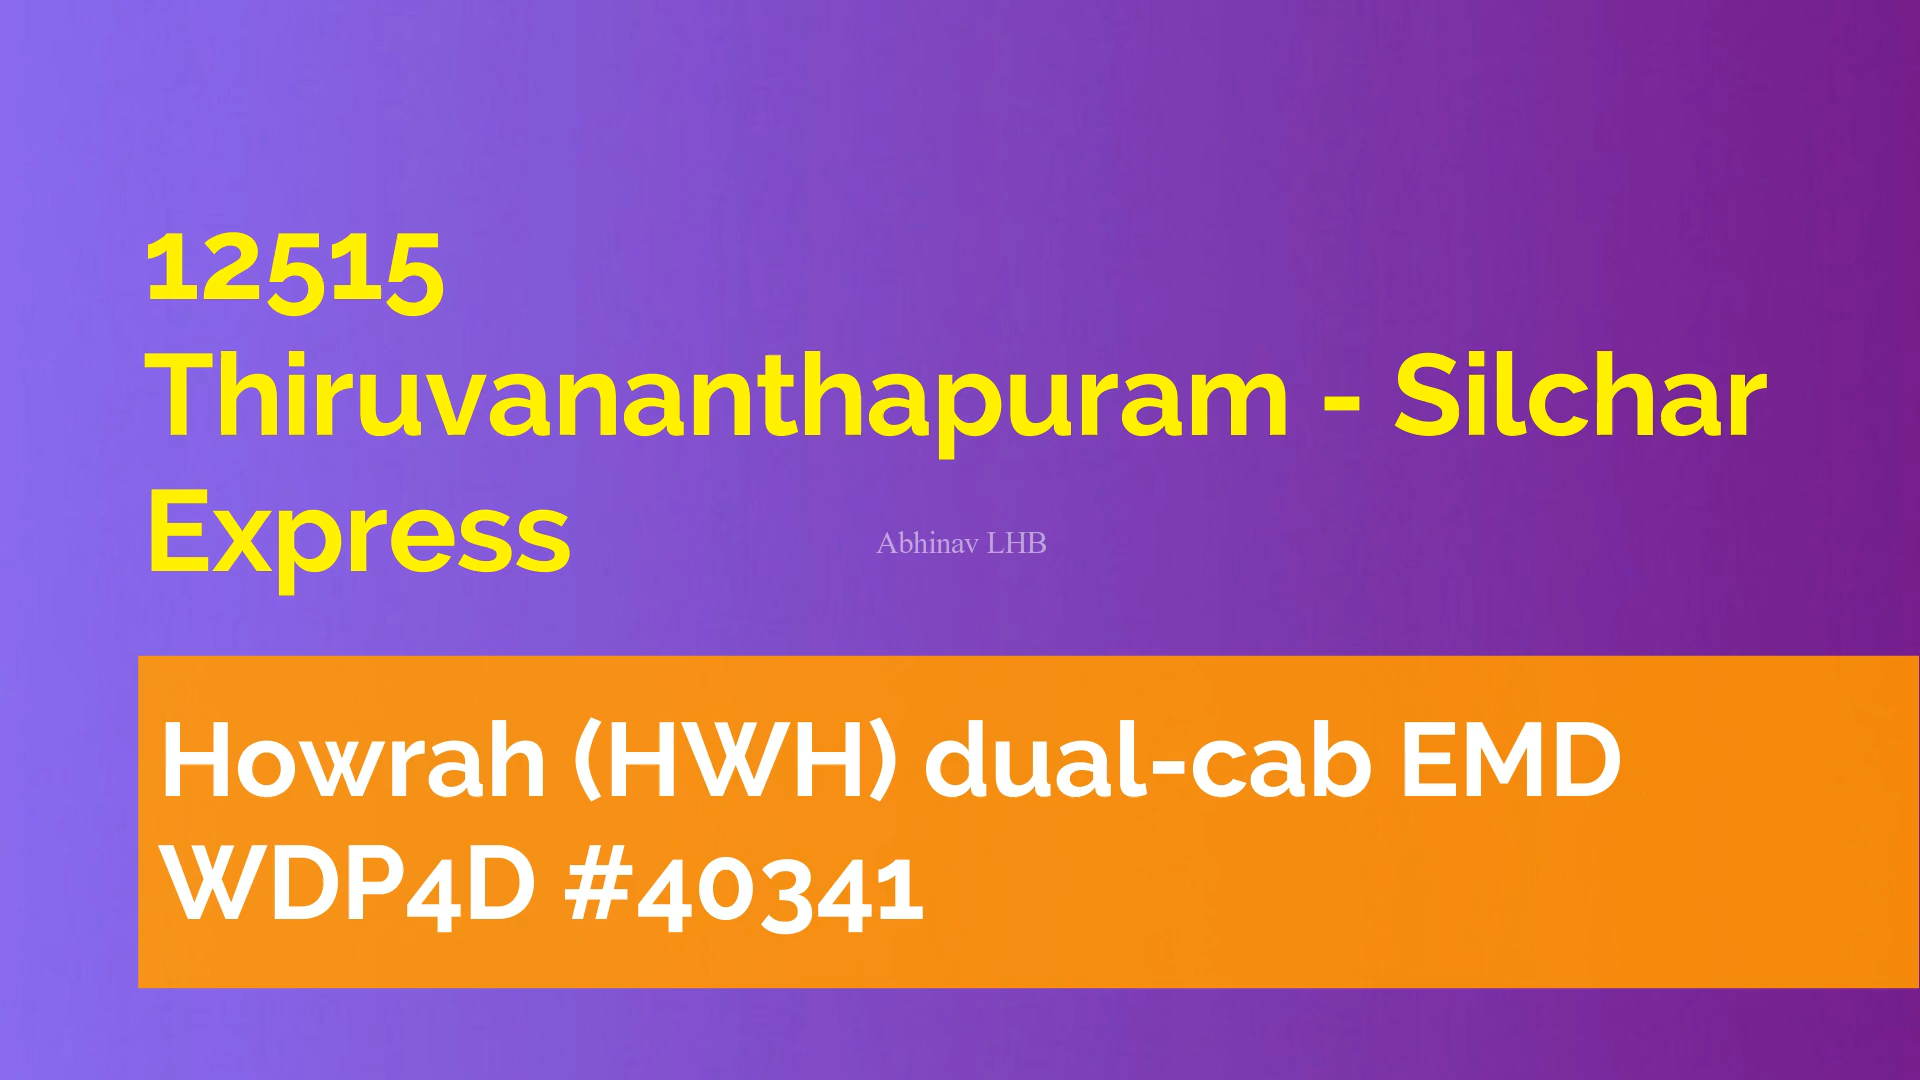 12515
Thiruvananthapuram - Silchar
Express
Abhinav LHB
Howrah (HWH) dual-cab EMD
WDP4D #40341